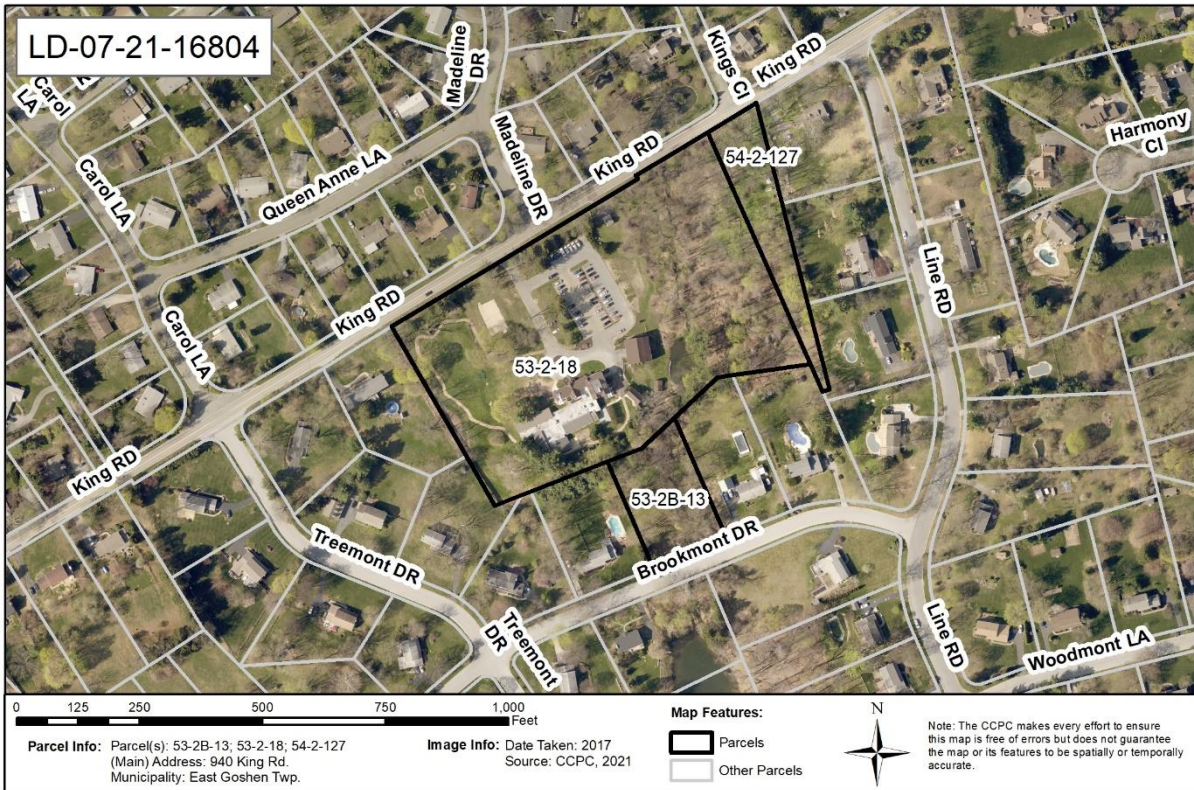 LD-07-21-16804
Carol
LA
Madeline
DR
Kings CI
King RD
Harmony
CI
Queen Anne LA
Madeline DR
King RD
54-2-127
Carol LA
Line RD
Carol LA
King RD
53-2-18
King RD
53-2B-13
Treemont DR
Brookmont DR
Treemont
DR
Line RD
Woodmont LA
0 125 250 500 750 1,000
Feet
Parcel Info: Parcel(s): 53-2B-13; 53-2-18; 54-2-127
(Main) Address: 940 King Rd.
Municipality: East Goshen Twp.
Image Info: Date Taken: 2017
Source: CCPC, 2021
Map Features:
Parcels
Other Parcels
N
Note: The CCPC makes every effort to ensure
this map is free of errors but does not guarantee
the map or its features to be spatially or temporally
accurate.